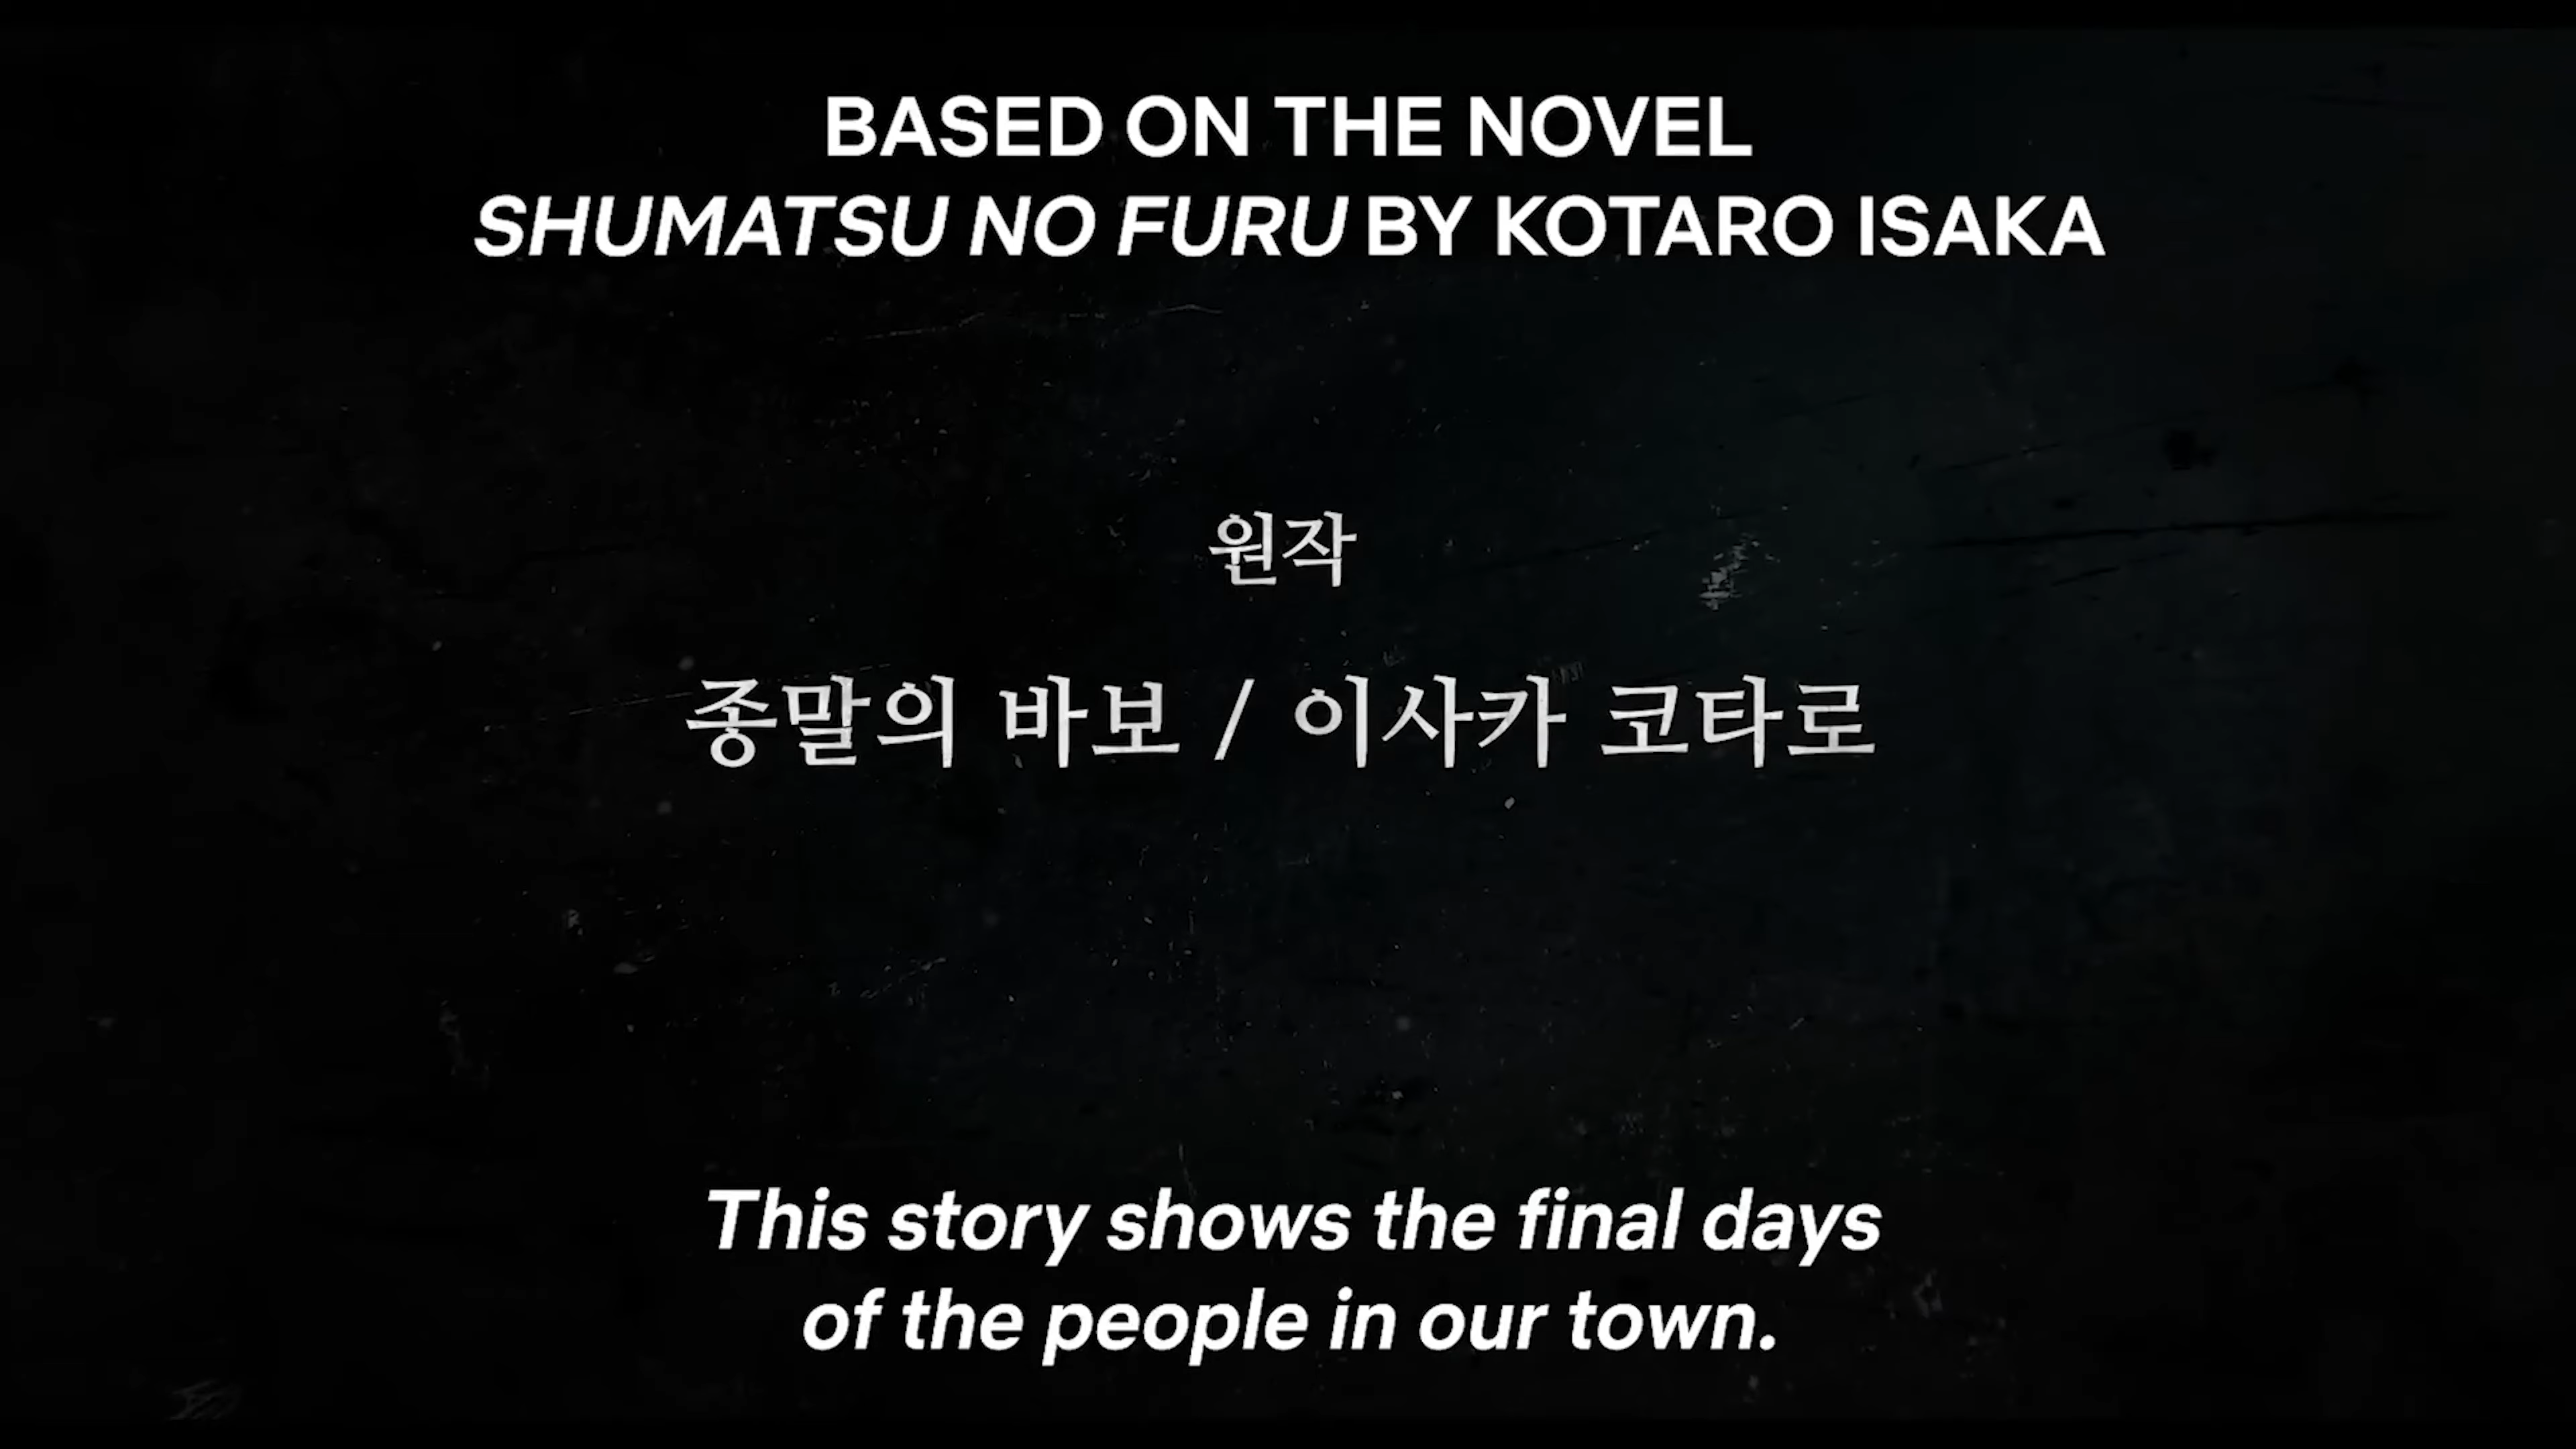 BASED ON THE NOVEL
SHUMATSU NO FURU BY KOTARO ISAKA
원작
종말의 바보 / 이사카 코타로
This story shows the final days
of the people in our town.